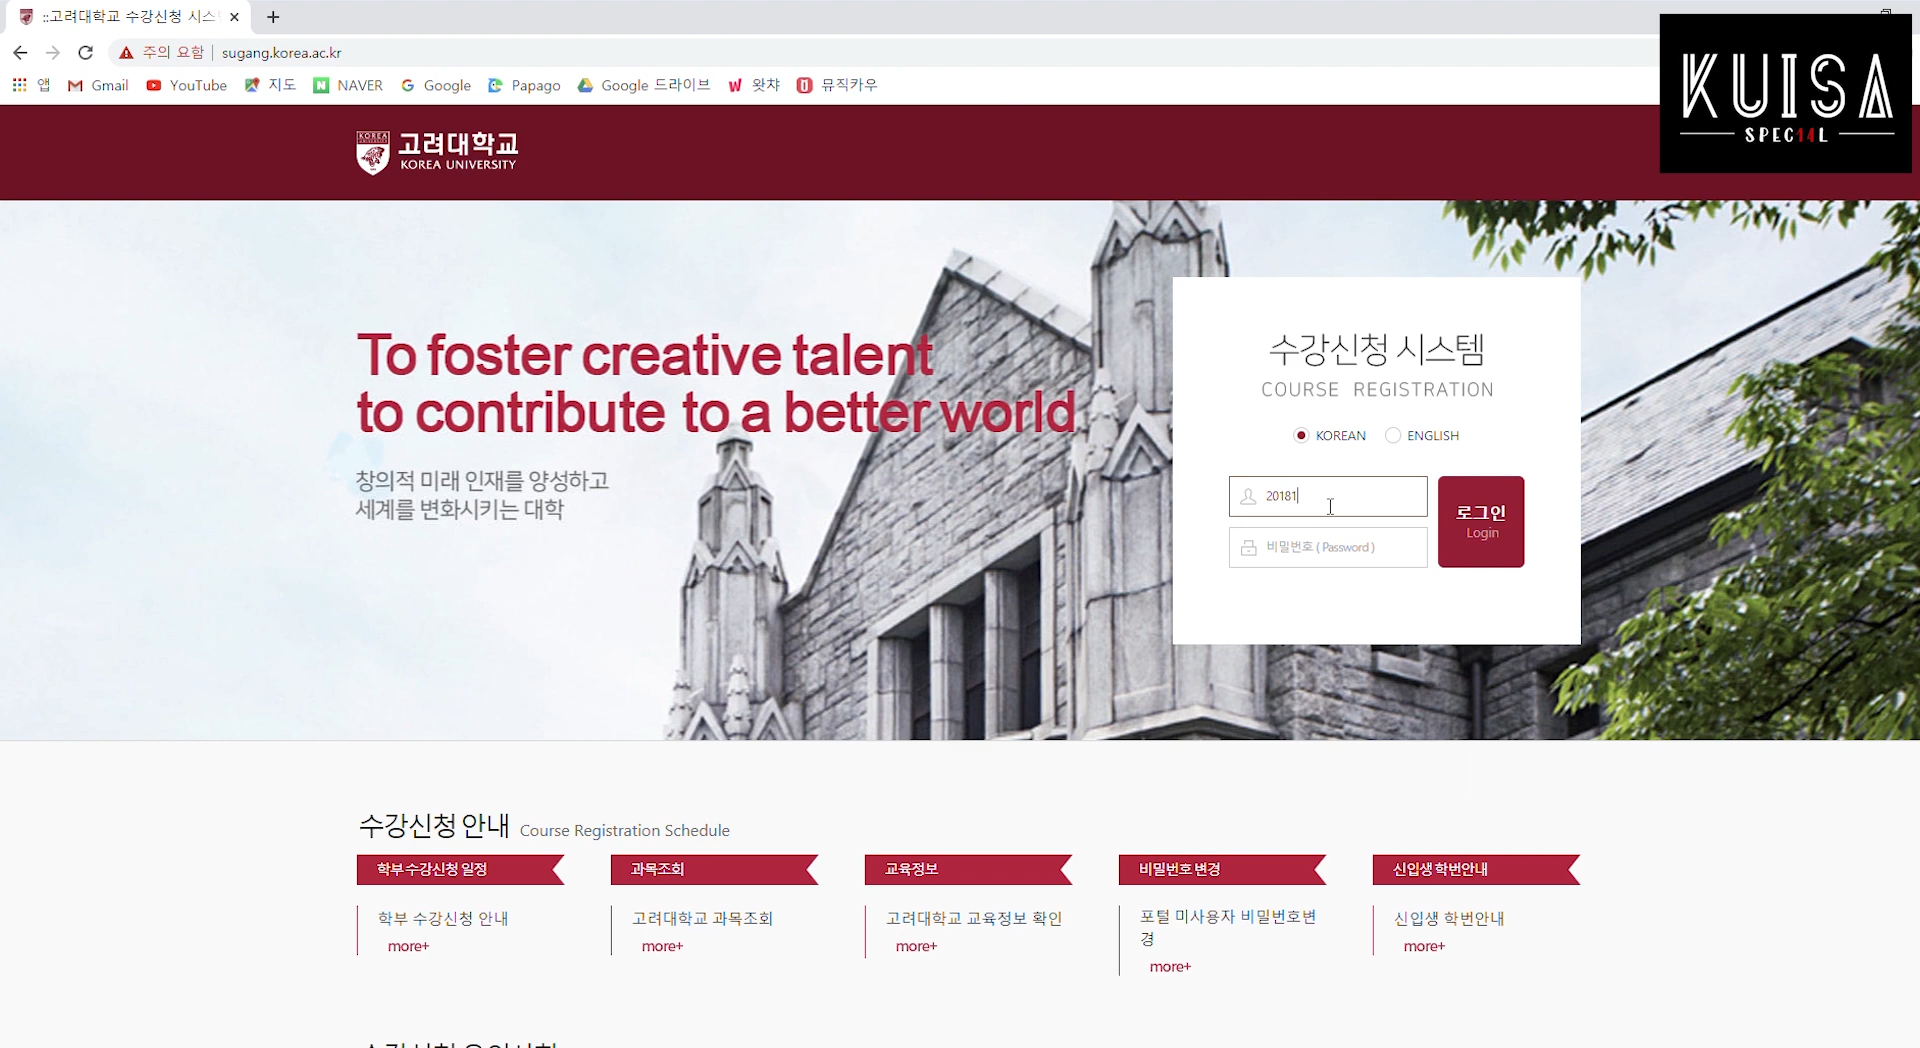 ::고려대학교 수강신청 시스
주의 요함 | sugang.korea.ac.kr
앱 Gmail YouTube 지도 NAVER Google Papago Google 드라이브 왓챠 뮤직카우
KUISA
SPEC14L
KOREA
고려대학교
KOREA UNIVERSITY
To foster creative talent
to contribute to a better world
창의적 미래 인재를 양성하고
세계를 변화시키는 대학
수강신청 시스템
COURSE REGISTRATION
KOREAN ENGLISH
20181
비밀번호 ( Password )
로그인
Login
수강신청 안내 Course Registration Schedule
학부 수강신청 일정
학부 수강신청 안내
more+
과목조회
고려대학교 과목조회
more+
교육정보
고려대학교 교육정보 확인
more+
비밀번호 변경
포털 미사용자 비밀번호변
경
more+
신입생 학번안내
신입생 학번안내
more+